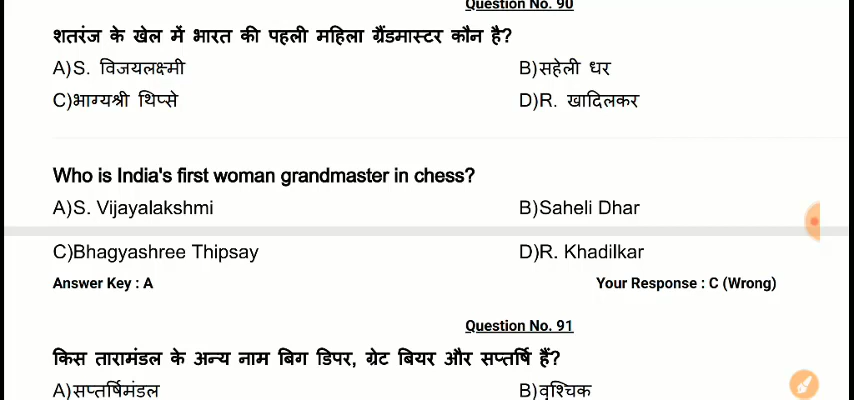 Question No. 90
शतरंज के खेल में भारत की पहली महिला ग्रैंडमास्टर कौन है?
A)S. विजयलक्ष्मी B)सहेली धर
C)भाग्यश्री थिप्से D)R. खादिलकर
Who is India's first woman grandmaster in chess?
A)S. Vijayalakshmi B)Saheli Dhar
C)Bhagyashree Thipsay D)R. Khadilkar
Answer Key : A Your Response : C (Wrong)
Question No. 91
किस तारामंडल के अन्य नाम बिग डिपर, ग्रेट बियर और सप्तर्षि हैं?
A)सप्तर्षिमंडल B)वृश्चिक